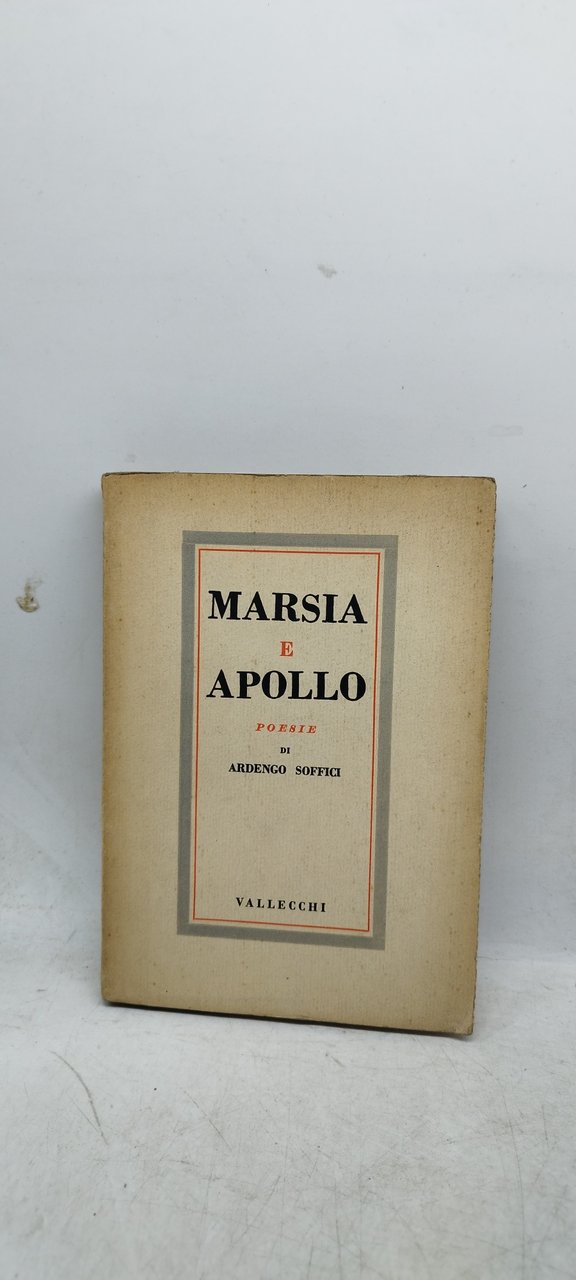 MARSIA
E
APOLLO
POESIE
DI
ARDENGO SOFFICI
VALLECCHI